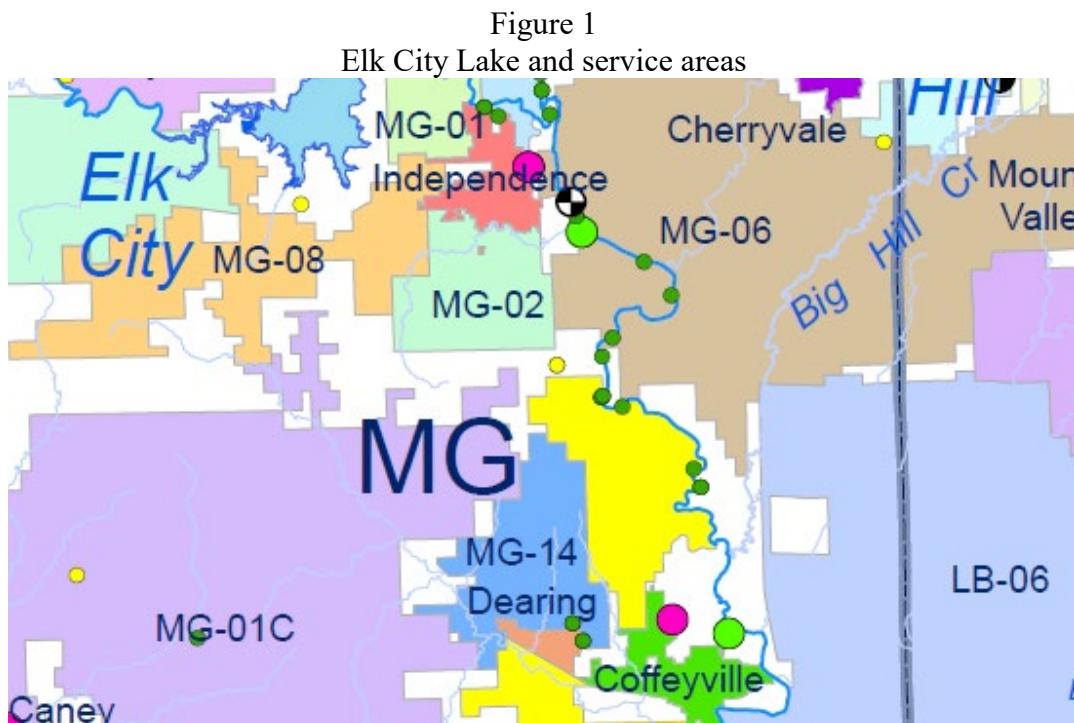 Figure 1
Elk City Lake and service areas
Hill
MG-01
Cherryvale
Elk
City
Independence
Cr
Moun
Valle
MG-08
MG-06
Hill
MG-02
Big
MG
MG-14
LB-06
Dearing
MG-01C
Coffeyville
Caney